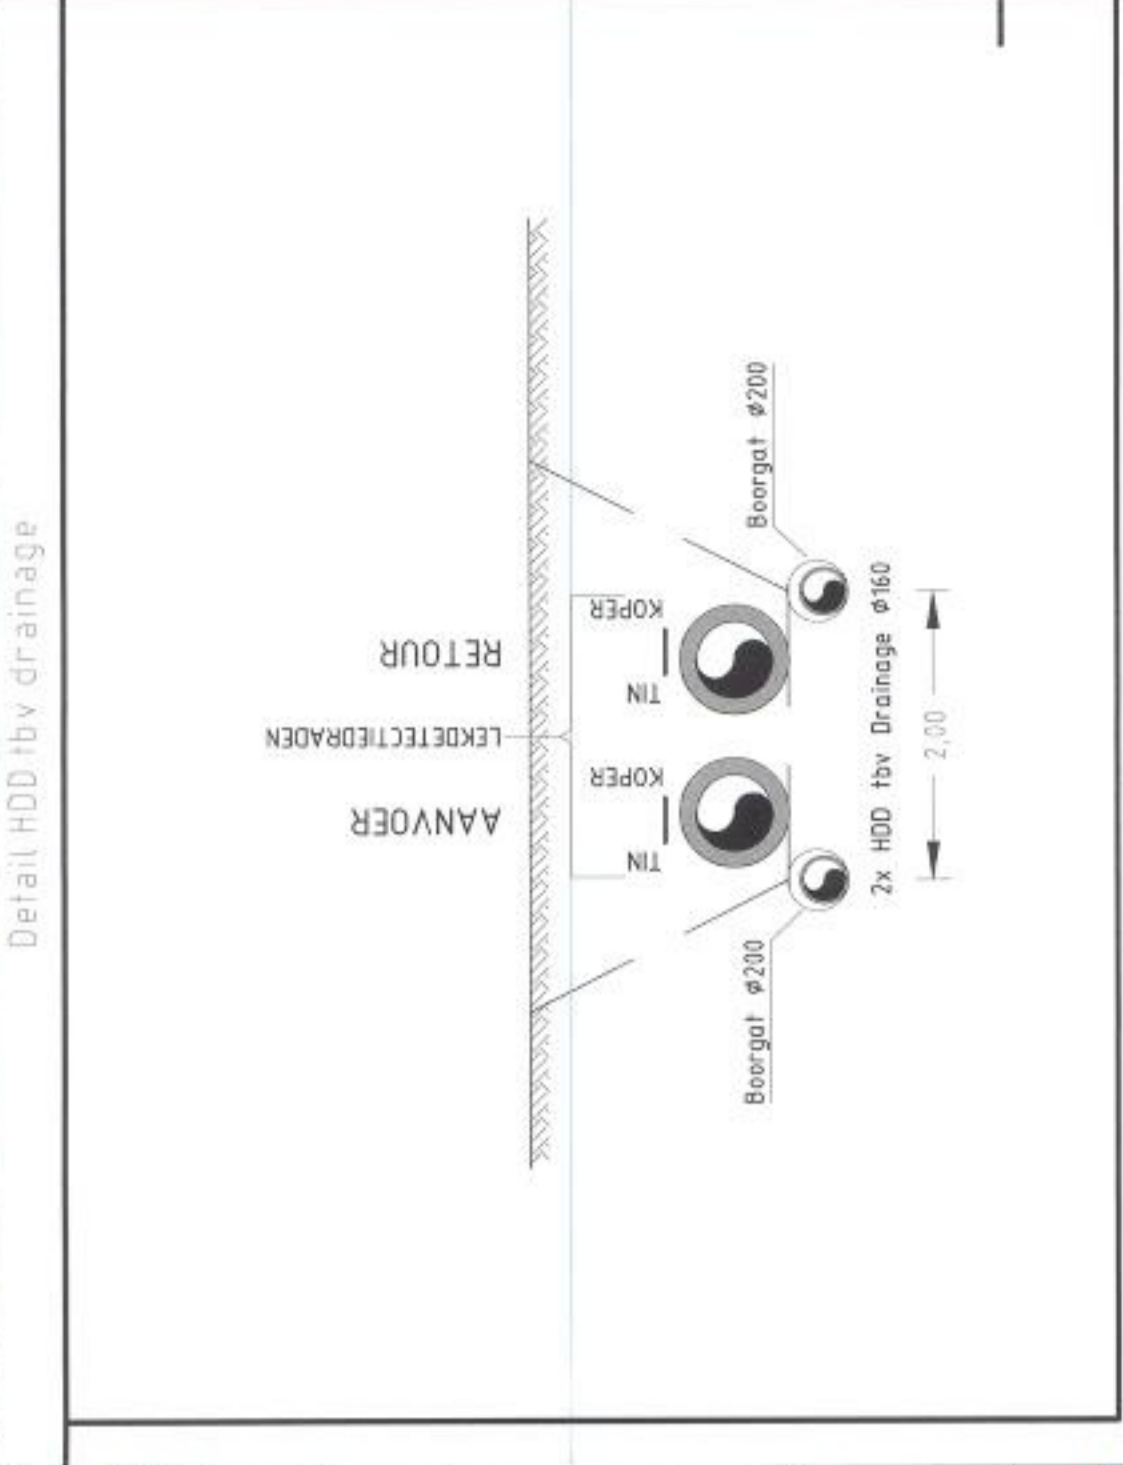 Detail HDD tbv drainage
AANVOER
RETOUR
LEKDETECTIEDRADEN
TIN
KOPER
TIN
KOPER
Boorgat ø200
Boorgat ø200
2x HDD tbv Drainage ø160
2,00